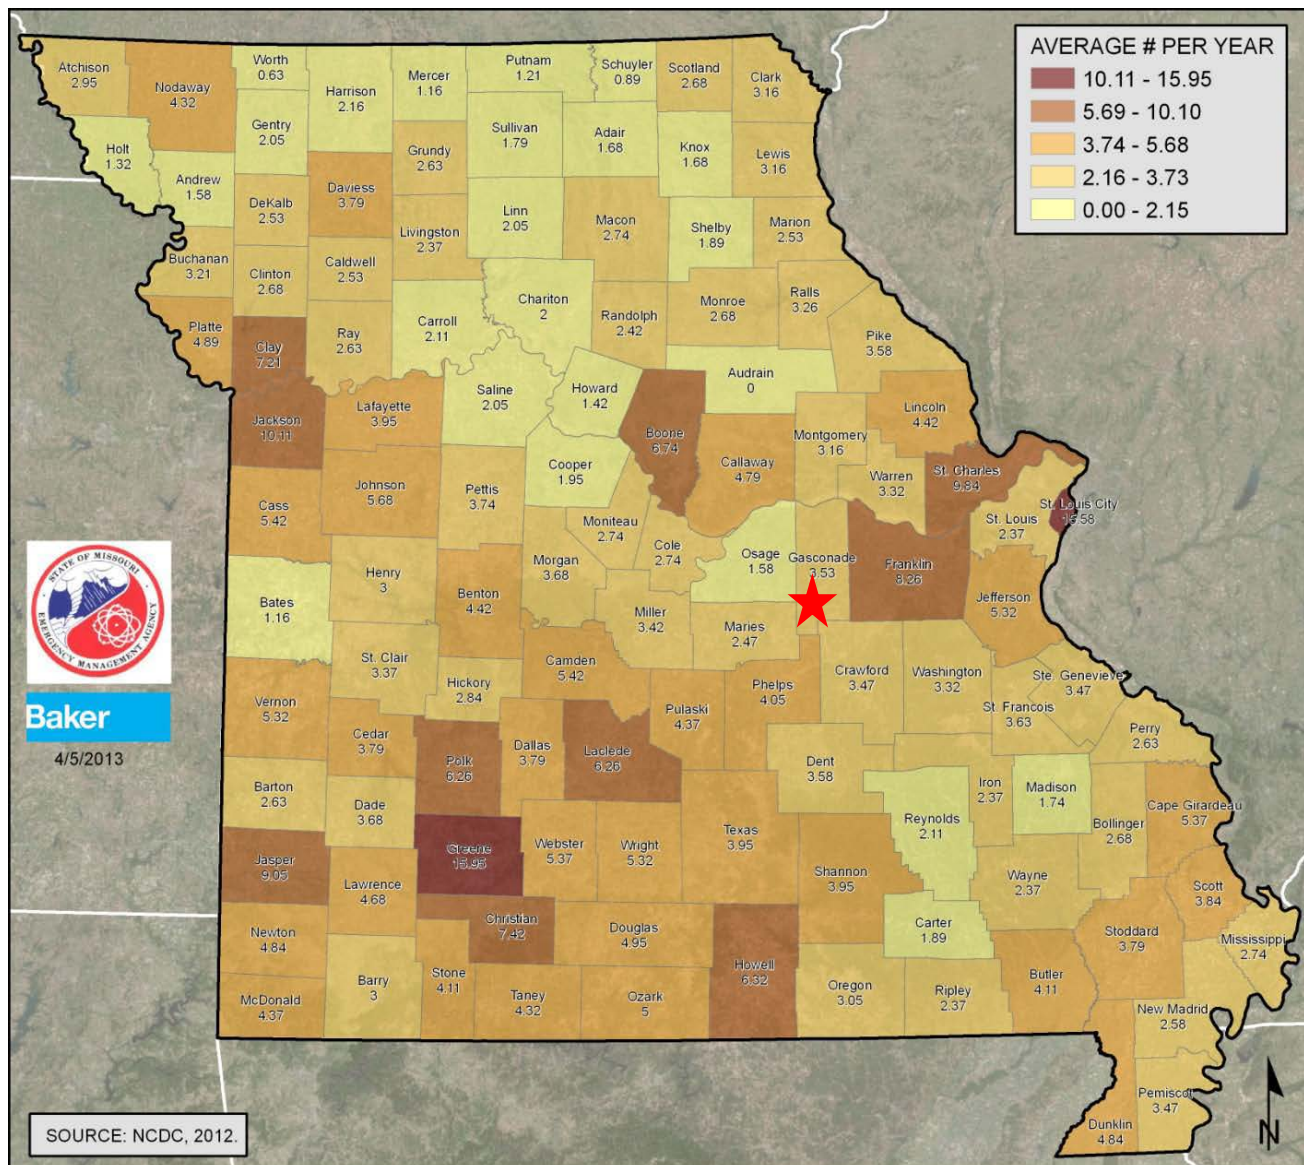 AVERAGE # PER YEAR
10.11 - 15.95
5.69 - 10.10
3.74 - 5.68
2.16 - 3.73
0.00 - 2.15
Atchison
2.95
Nodaway
4.32
Worth
0.63
Harrison
2.16
Mercer
1.16
Putnam
1.21
Schuyler
0.89
Scotland
2.68
Clark
3.16
Holt
1.32
Andrew
1.58
Gentry
2.05
DeKalb
2.53
Daviess
3.79
Grundy
2.63
Sullivan
1.79
Adair
1.68
Knox
1.68
Lewis
3.16
Buchanan
3.21
Clinton
2.68
Caldwell
2.53
Livingston
2.37
Linn
2.05
Macon
2.74
Shelby
1.89
Marion
2.53
Platte
4.89
Clay
7.21
Ray
2.63
Carroll
2.11
Chariton
2
Randolph
2.42
Monroe
2.68
Ralls
3.26
Pike
3.58
Jackson
10.11
Lafayette
3.95
Saline
2.05
Howard
1.42
Boone
6.74
Audrain
0
Callaway
4.79
Montgomery
3.16
Lincoln
4.42
Warren
3.32
St. Charles
9.84
St. Louis City
15.58
St. Louis
2.37
Cass
5.42
Johnson
5.68
Pettis
3.74
Cooper
1.95
Moniteau
2.74
Cole
2.74
Osage
1.58
Gasconade
3.53
Franklin
8.26
Jefferson
5.32
STATE OF MISSOURI
EMERGENCY MANAGEMENT AGENCY
Baker
4/5/2013
Bates
1.16
Henry
3
Benton
4.42
Morgan
3.68
Miller
3.42
Maries
2.47
St. Clair
3.37
Hickory
2.84
Camden
5.42
Pulaski
4.37
Phelps
4.05
Crawford
3.47
Washington
3.32
Ste. Genevieve
3.47
St. Francois
3.63
Perry
2.63
Vernon
5.32
Cedar
3.79
Polk
6.26
Dallas
3.79
Laclede
6.26
Dent
3.58
Iron
2.37
Madison
1.74
Bollinger
2.68
Cape Girardeau
5.37
Barton
2.63
Dade
3.68
Greene
15.95
Webster
5.37
Wright
5.32
Texas
3.95
Shannon
3.95
Reynolds
2.11
Wayne
2.37
Scott
3.84
Jasper
9.05
Lawrence
4.68
Christian
7.42
Douglas
4.95
Howell
6.32
Carter
1.89
Stoddard
3.79
Mississippi
2.74
Newton
4.84
Barry
3
Stone
4.11
Taney
4.32
Ozark
5
Oregon
3.05
Ripley
2.37
Butler
4.11
McDonald
4.37
New Madrid
2.58
Pemiscot
3.47
Dunklin
4.84
SOURCE: NCDC, 2012.
N